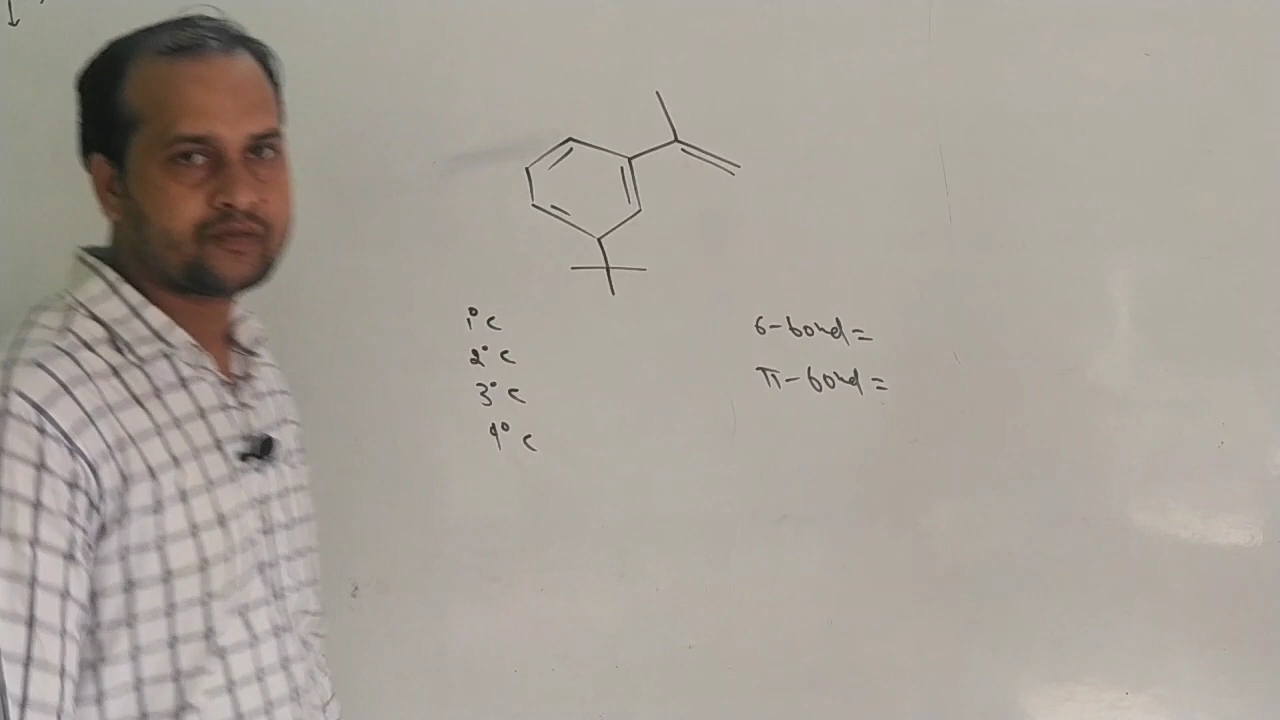 1° C
2° C
3° C
4° C
σ-bond =
π-bond =